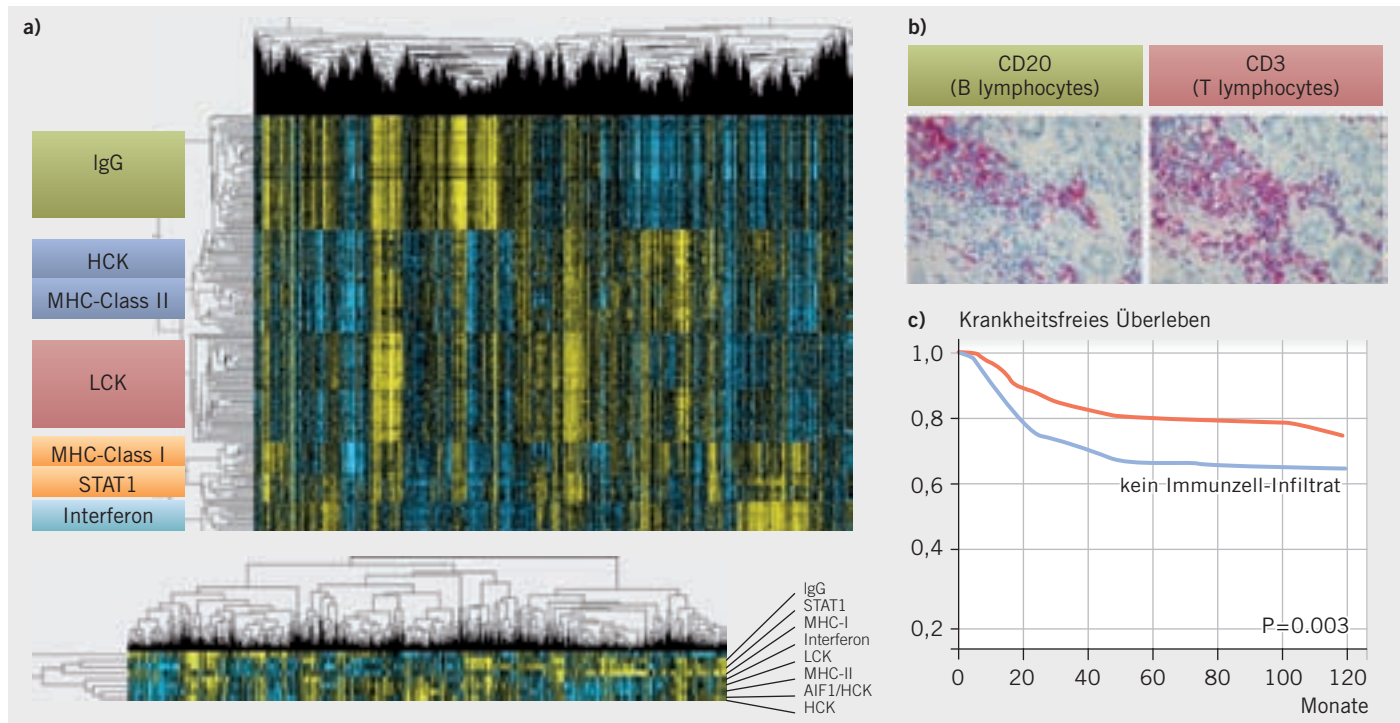 a)
IgG
HCK
MHC-Class II
LCK
MHC-Class I
STAT1
Interferon
IgG
STAT1
MHC-I
Interferon
LCK
MHC-II
AIF1/HCK
HCK
b)
CD20
(B lymphocytes)
CD3
(T lymphocytes)
c) Krankheitsfreies Überleben
1,0
0,8
0,6
0,4
0,2
kein Immunzell-Infiltrat
P=0.003
0 20 40 60 80 100 120
Monate